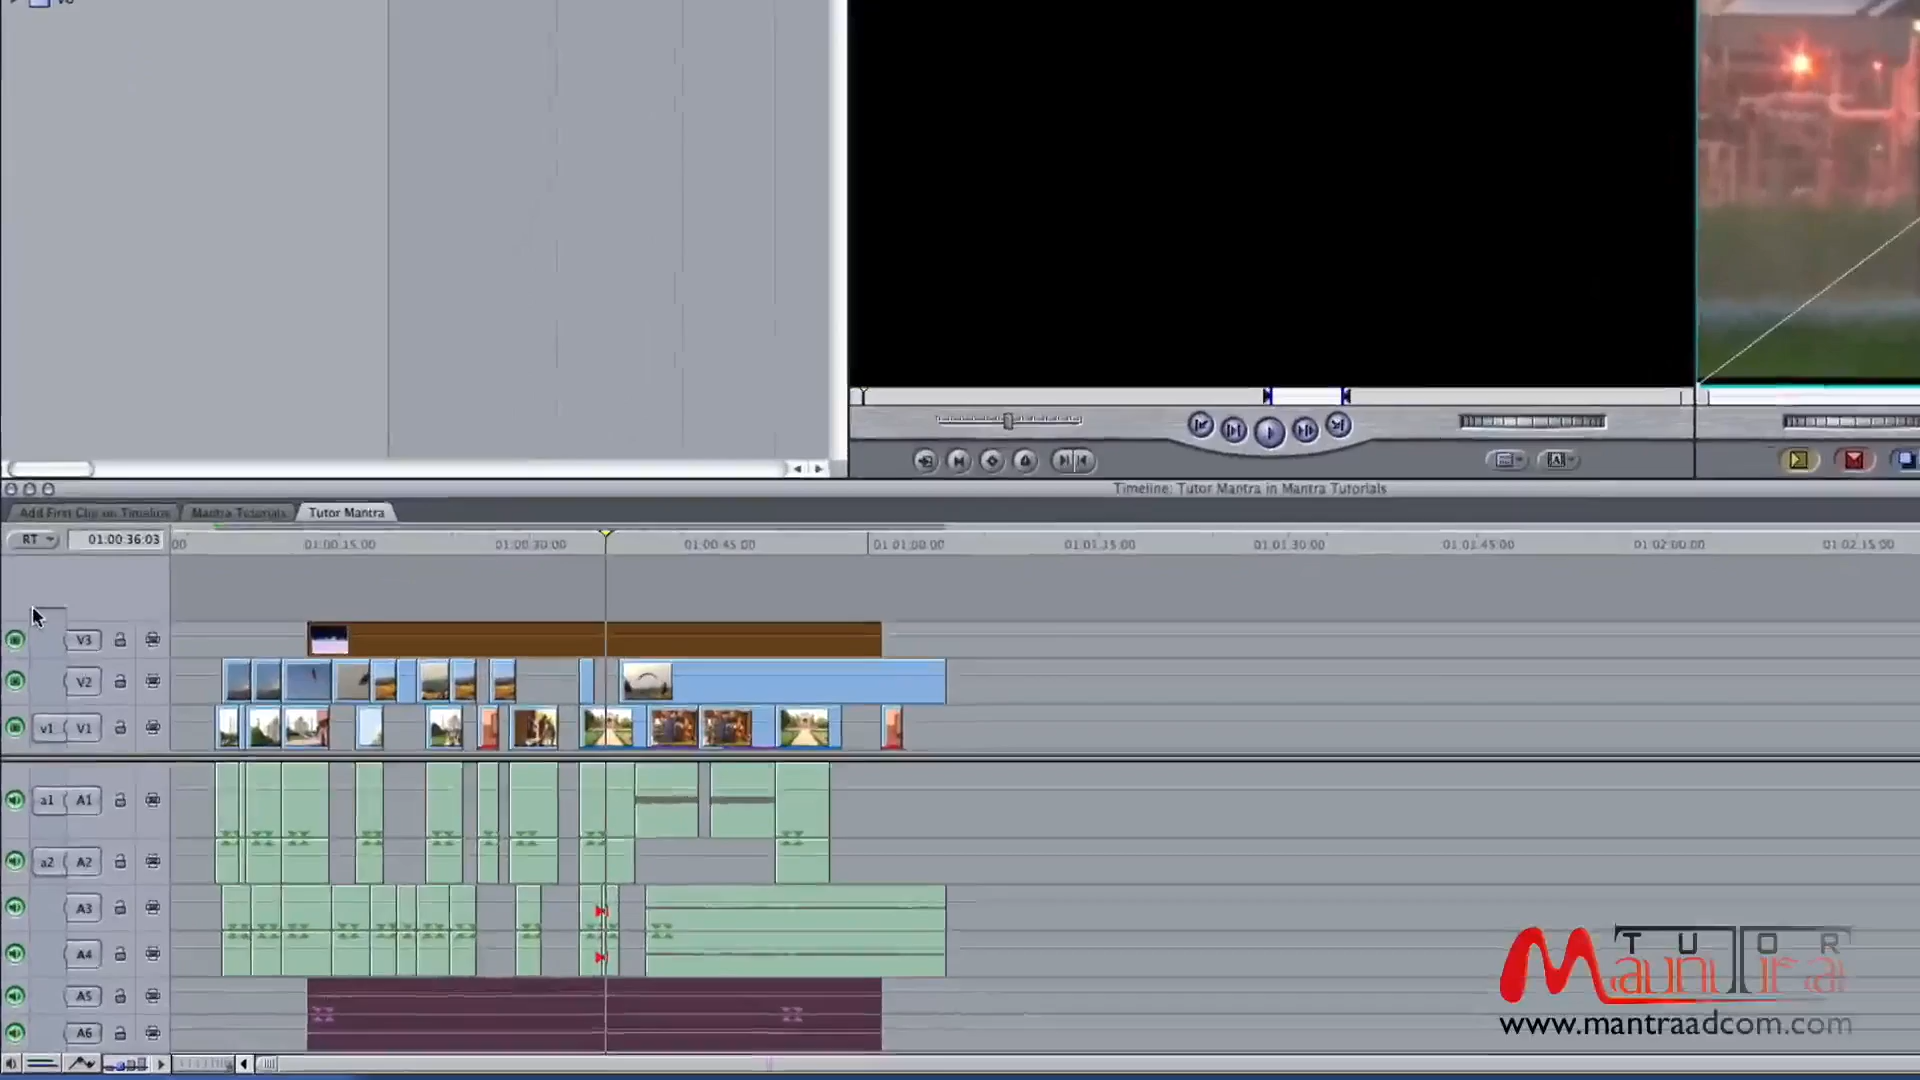 Timeline: Tutor Mantra in Mantra Tutorials
Add First Clip on Timeline Mantra Tutorials Tutor Mantra
RT 01:00:36:03 00 01:00:15:00 01:00:30:00 01:00:45:00 01:01:00:00 01:01:15:00 01:01:30:00 01:01:45:00 01:02:00:00 01:02:15:00
V3
V2
v1 V1
a1 A1
a2 A2
A3
A4
A5
A6
TUTOR
Mantra
www.mantraadcom.com